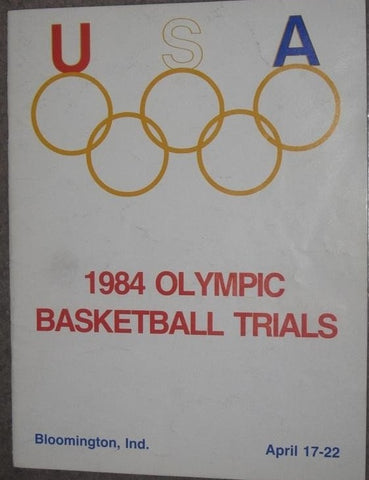 USA
1984 OLYMPIC
BASKETBALL TRIALS
Bloomington, Ind.
April 17-22